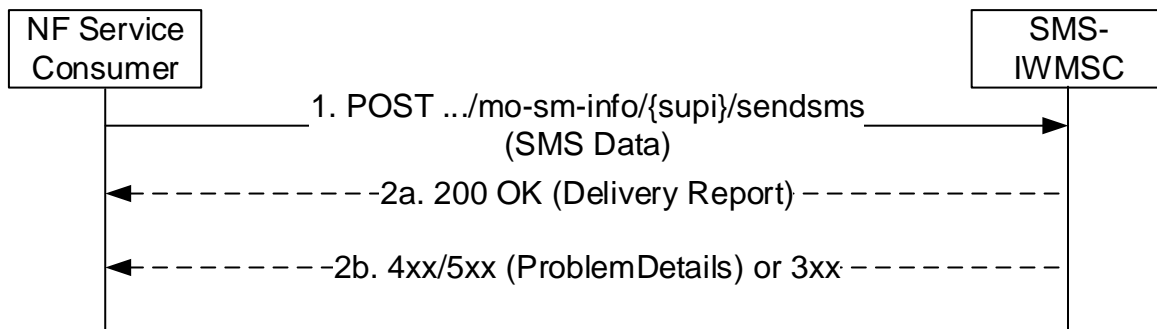 NF Service
Consumer
SMS-
IWMSC
1. POST .../mo-sm-info/{supi}/sendsms
(SMS Data)
2a. 200 OK (Delivery Report)
2b. 4xx/5xx (ProblemDetails) or 3xx